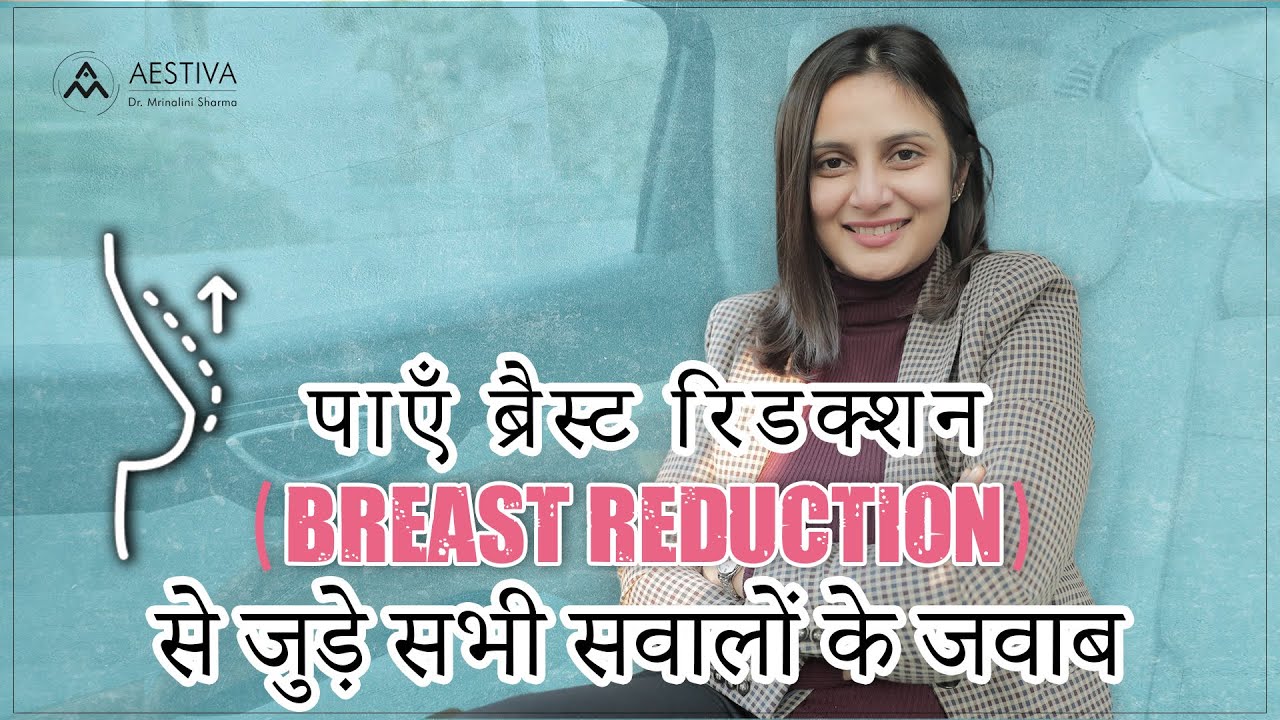 AESTIVA
Dr. Mrinalini Sharma
पाएँ ब्रैस्ट रिडक्शन
(BREAST REDUCTION)
से जुड़े सभी सवालों के जवाब